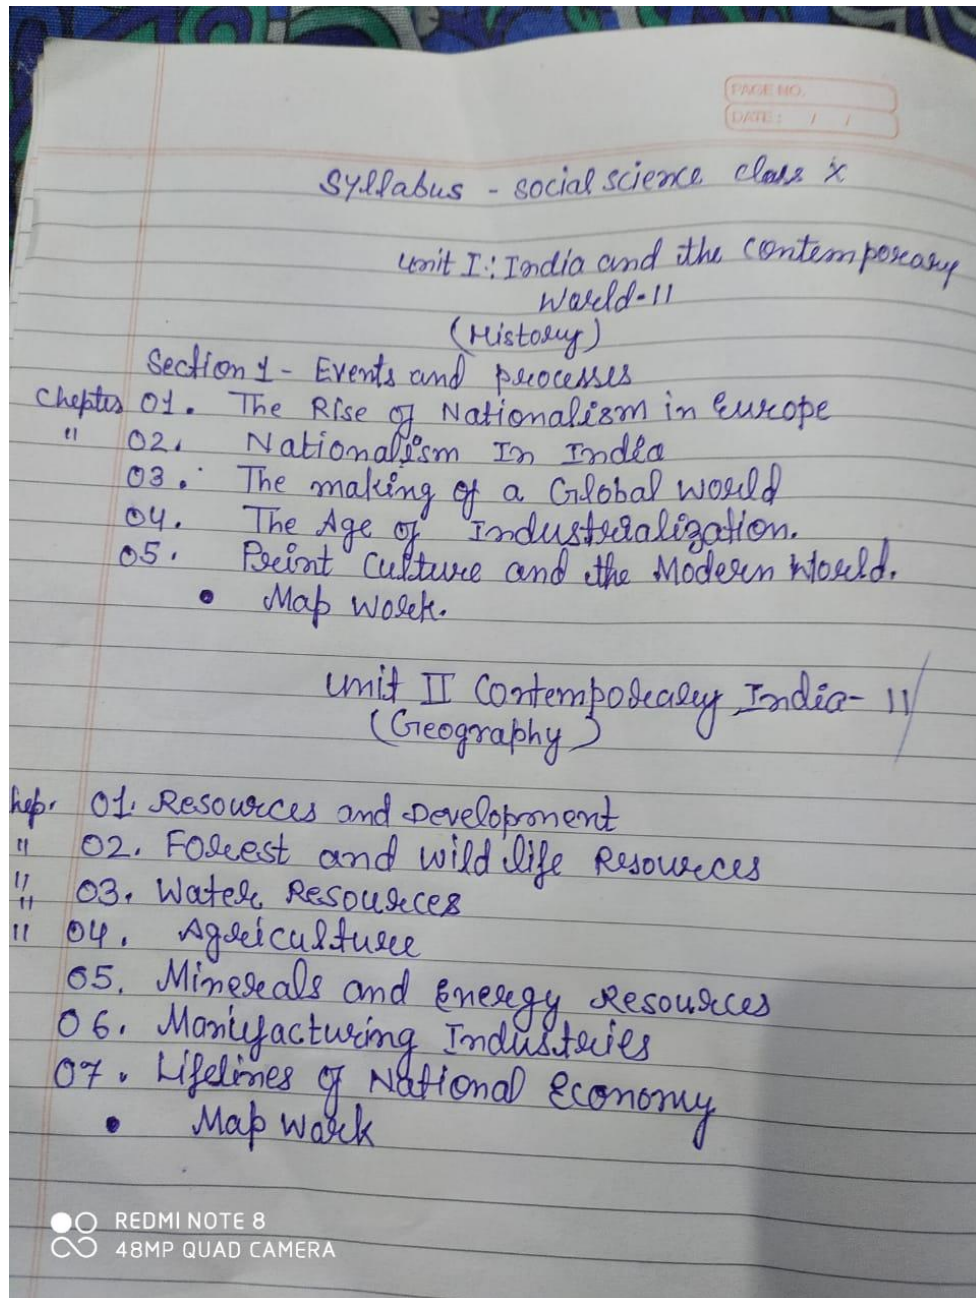 PAGE NO.
DATE: / /
Syllabus - social science class X
Unit I: India and the contemporary
World-II
(History)
Section 1 - Events and processes
Chepter 01. The Rise of Nationalism in Europe
" 02. Nationalism In India
03. The making of a Global world
04. The Age of Industrialization.
05. Print Culture and the Modern World.
• Map Work.
Unit II Contemporary India- II
(Geography)
hep. 01. Resources and Development
" 02. Forest and wild life Resources
" 03. Water Resources
" 04. Agriculture
05. Minerals and Energy Resources
06. Manufacturing Industries
07. Lifelines of National Economy
• Map Work
REDMI NOTE 8
48MP QUAD CAMERA